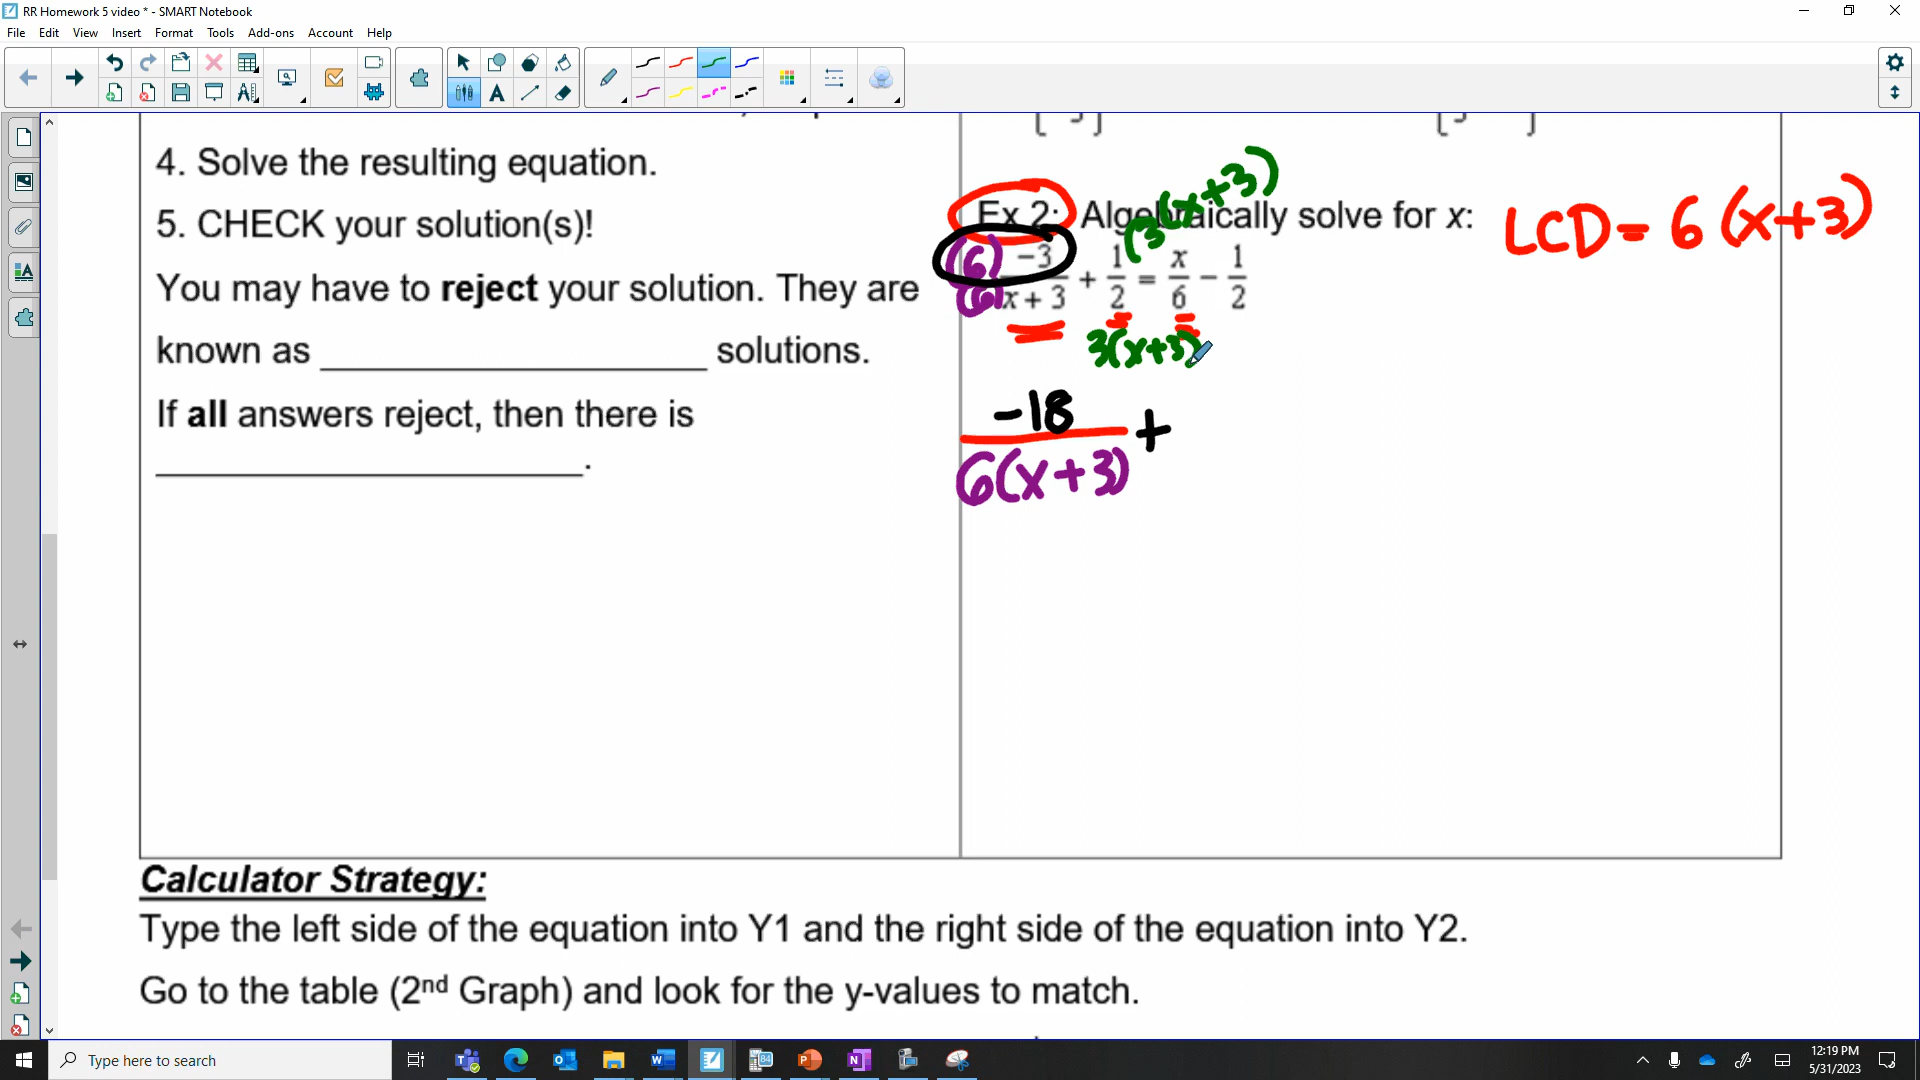 RR Homework 5 video * - SMART Notebook
File Edit View Insert Format Tools Add-ons Account Help
4. Solve the resulting equation.
5. CHECK your solution(s)!
You may have to reject your solution. They are
known as ____________________ solutions.
If all answers reject, then there is
______________________.
Ex 2: Algebraically solve for x:
LCD = 6 (x+3)
(3(x+3)
(6) −3 / (6) x + 3 + 1/2 = x/6 − 1/2
3(x+3)
-18 / 6(x+3) +
Calculator Strategy:
Type the left side of the equation into Y1 and the right side of the equation into Y2.
Go to the table (2nd Graph) and look for the y-values to match.
Type here to search
12:19 PM
5/31/2023